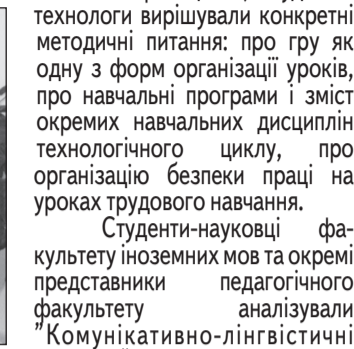 технологи вирішували конкретні
методичні питання: про гру як
одну з форм організації уроків,
про навчальні програми і зміст
окремих навчальних дисциплін
технологічного циклу, про
організацію безпеки праці на
уроках трудового навчання.
Студенти-науковці фа-
культету іноземних мов та окремі
представники педагогічного
факультету аналізували
"Комунікативно-лінгвістичні